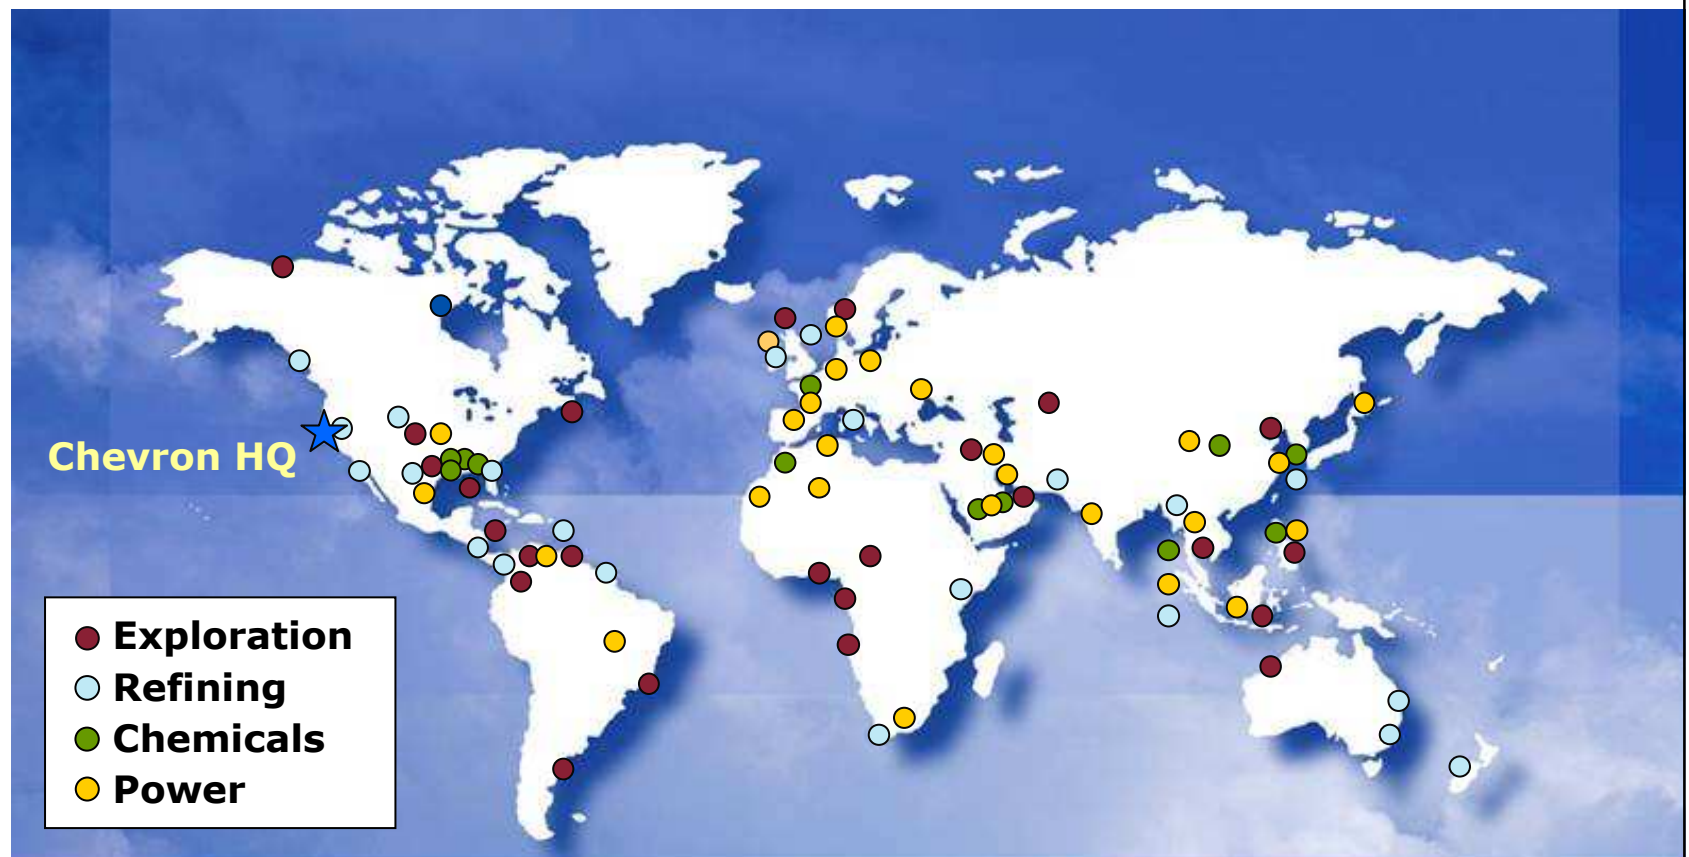 Chevron HQ
Exploration
Refining
Chemicals
Power